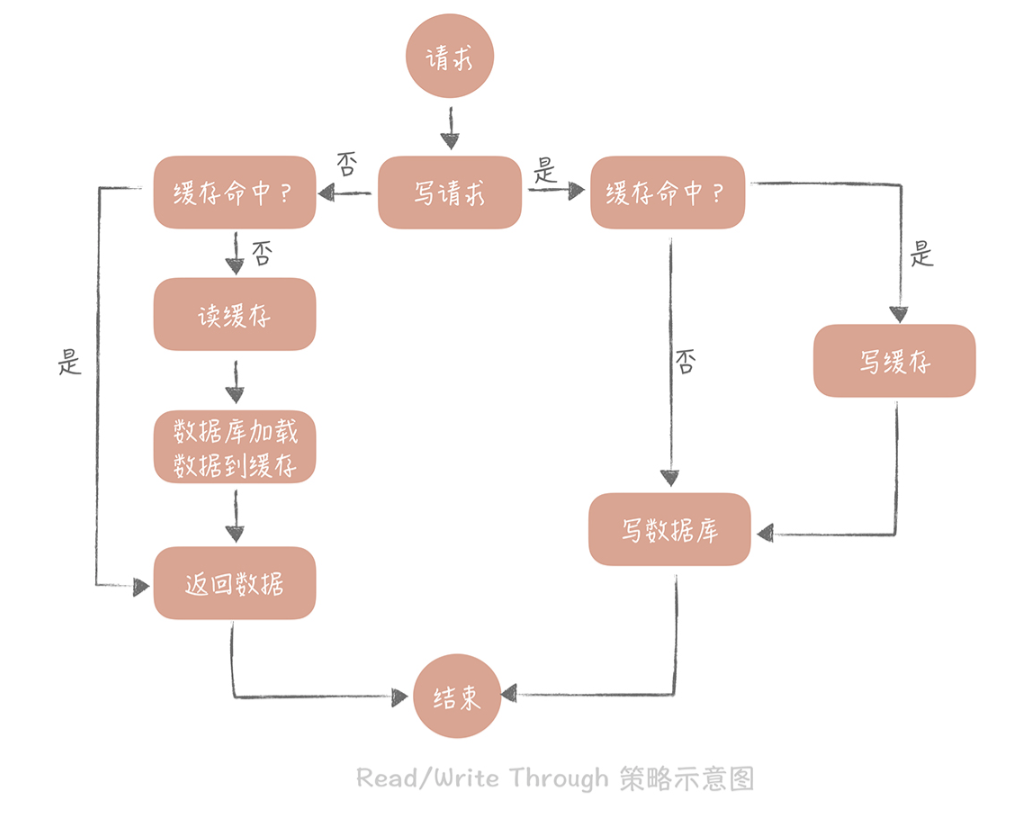 请求
否
是
缓存命中？
写请求
缓存命中？
否
是
读缓存
是
否
写缓存
数据库加载
数据到缓存
写数据库
返回数据
结束
Read/Write Through 策略示意图